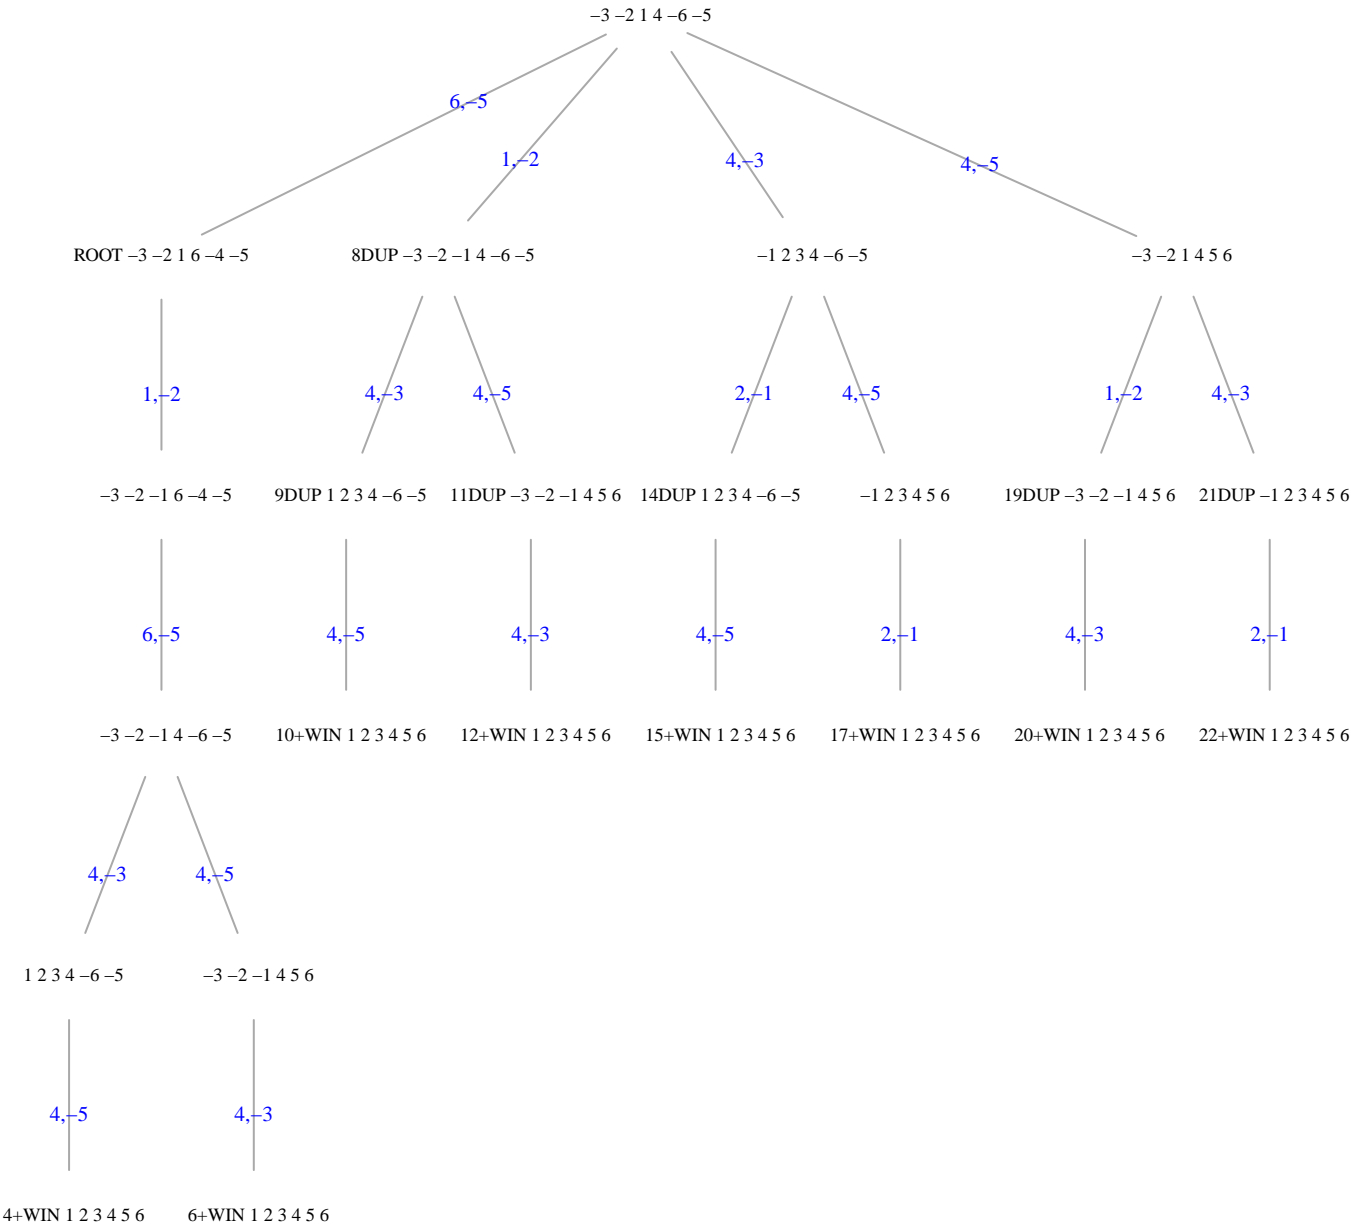 –3 –2 1 4 –6 –5
6,–5
1,–2
4,–3
4,–5
ROOT –3 –2 1 6 –4 –5
8DUP –3 –2 –1 4 –6 –5
–1 2 3 4 –6 –5
–3 –2 1 4 5 6
1,–2
4,–3
4,–5
2,–1
4,–5
1,–2
4,–3
–3 –2 –1 6 –4 –5
9DUP 1 2 3 4 –6 –5
11DUP –3 –2 –1 4 5 6
14DUP 1 2 3 4 –6 –5
–1 2 3 4 5 6
19DUP –3 –2 –1 4 5 6
21DUP –1 2 3 4 5 6
6,–5
4,–5
4,–3
4,–5
2,–1
4,–3
2,–1
–3 –2 –1 4 –6 –5
10+WIN 1 2 3 4 5 6
12+WIN 1 2 3 4 5 6
15+WIN 1 2 3 4 5 6
17+WIN 1 2 3 4 5 6
20+WIN 1 2 3 4 5 6
22+WIN 1 2 3 4 5 6
4,–3
4,–5
1 2 3 4 –6 –5
–3 –2 –1 4 5 6
4,–5
4,–3
4+WIN 1 2 3 4 5 6
6+WIN 1 2 3 4 5 6